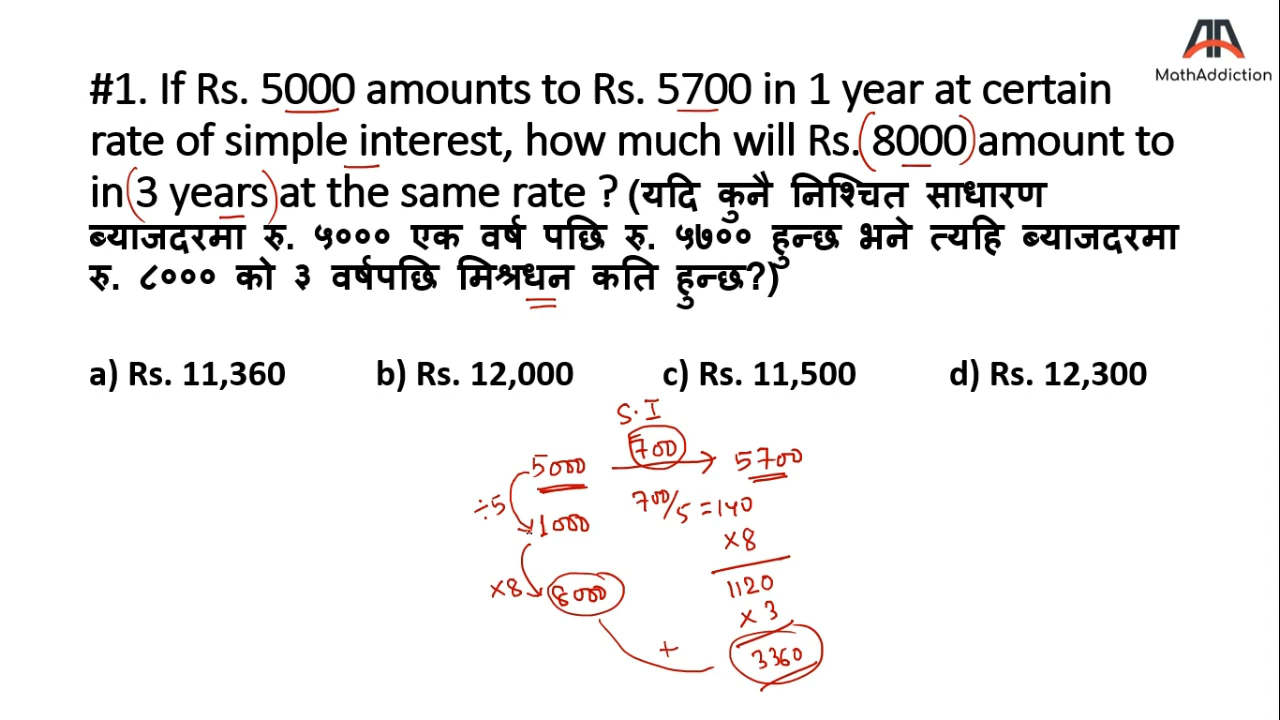 MathAddiction
#1. If Rs. 5000 amounts to Rs. 5700 in 1 year at certain
rate of simple interest, how much will Rs. (8000) amount to
in (3 years) at the same rate ? (यदि कुनै निश्चित साधारण
ब्याजदरमा रु. ५००० एक वर्ष पछि रु. ५७०० हुन्छ भने त्यहि ब्याजदरमा
रु. ८००० को ३ वर्षपछि मिश्रधन कति हुन्छ?)
a) Rs. 11,360 b) Rs. 12,000 c) Rs. 11,500 d) Rs. 12,300
S.I
5000 700 5700
÷5 700/5 = 140
1000
×8
×8 8000 1120
× 3
+ 3360